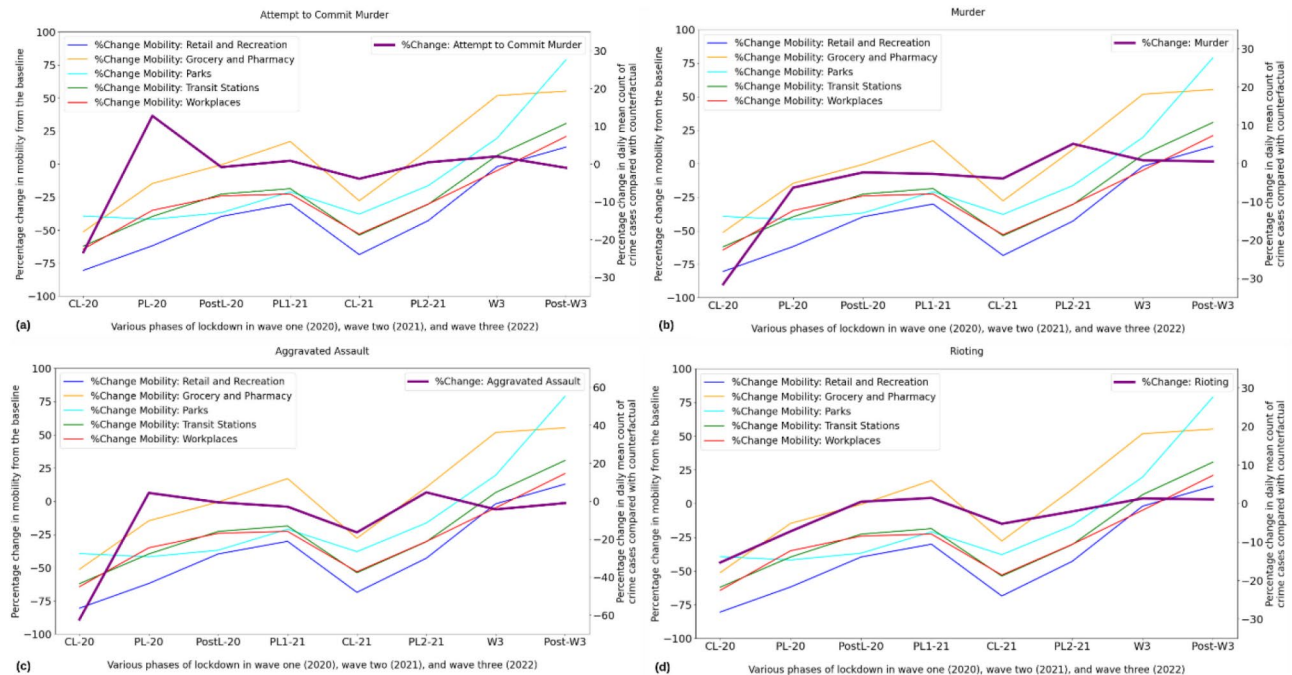 Attempt to Commit Murder
Percentage change in mobility from the baseline
100
75
50
25
0
−25
−50
−75
−100
%Change Mobility: Retail and Recreation
%Change Mobility: Grocery and Pharmacy
%Change Mobility: Parks
%Change Mobility: Transit Stations
%Change Mobility: Workplaces
%Change: Attempt to Commit Murder
30
20
10
0
−10
−20
−30
Percentage change in daily mean count of
crime cases compared with counterfactual
CL-20 PL-20 PostL-20 PL1-21 CL-21 PL2-21 W3 Post-W3
(a) Various phases of lockdown in wave one (2020), wave two (2021), and wave three (2022)
Murder
Percentage change in mobility from the baseline
100
75
50
25
0
−25
−50
−75
−100
%Change Mobility: Retail and Recreation
%Change Mobility: Grocery and Pharmacy
%Change Mobility: Parks
%Change Mobility: Transit Stations
%Change Mobility: Workplaces
%Change: Murder
30
20
10
0
−10
−20
−30
Percentage change in daily mean count of
crime cases compared with counterfactual
CL-20 PL-20 PostL-20 PL1-21 CL-21 PL2-21 W3 Post-W3
(b) Various phases of lockdown in wave one (2020), wave two (2021), and wave three (2022)
Aggravated Assault
Percentage change in mobility from the baseline
100
75
50
25
0
−25
−50
−75
−100
%Change Mobility: Retail and Recreation
%Change Mobility: Grocery and Pharmacy
%Change Mobility: Parks
%Change Mobility: Transit Stations
%Change Mobility: Workplaces
%Change: Aggravated Assault
60
40
20
0
−20
−40
−60
Percentage change in daily mean count of
crime cases compared with counterfactual
CL-20 PL-20 PostL-20 PL1-21 CL-21 PL2-21 W3 Post-W3
(c) Various phases of lockdown in wave one (2020), wave two (2021), and wave three (2022)
Rioting
Percentage change in mobility from the baseline
100
75
50
25
0
−25
−50
−75
−100
%Change Mobility: Retail and Recreation
%Change Mobility: Grocery and Pharmacy
%Change Mobility: Parks
%Change Mobility: Transit Stations
%Change Mobility: Workplaces
%Change: Rioting
30
20
10
0
−10
−20
−30
Percentage change in daily mean count of
crime cases compared with counterfactual
CL-20 PL-20 PostL-20 PL1-21 CL-21 PL2-21 W3 Post-W3
(d) Various phases of lockdown in wave one (2020), wave two (2021), and wave three (2022)